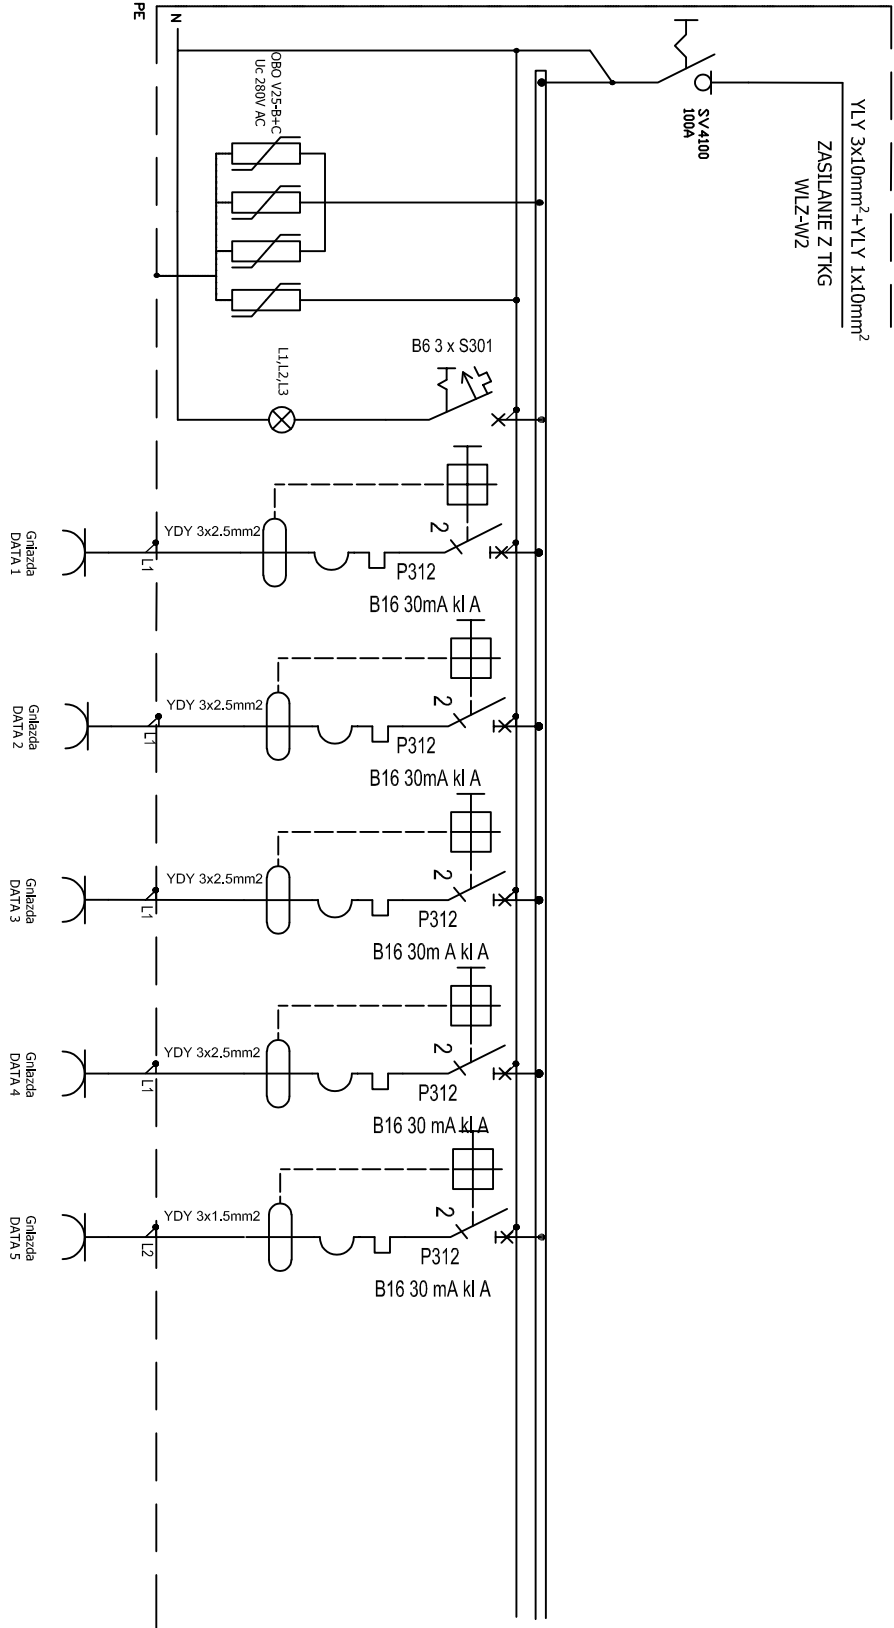 PE
N
OBO V25-B+C
Uc 280V AC
SV4100
100A
YLY 3x10mm²+YLY 1x10mm²
ZASILANIE Z TKG
WLZ-W2
B6 3 x S301
L1,L2,L3
Gniazda
DATA 1
L1
YDY 3x2.5mm2
2
P312
B16 30mA kl A
Gniazda
DATA 2
L1
YDY 3x2.5mm2
2
P312
B16 30mA kl A
Gniazda
DATA 3
L1
YDY 3x2.5mm2
2
P312
B16 30m A kl A
Gniazda
DATA 4
L1
YDY 3x2.5mm2
2
P312
B16 30 mA kl A
Gniazda
DATA 5
L2
YDY 3x1.5mm2
2
P312
B16 30 mA kl A